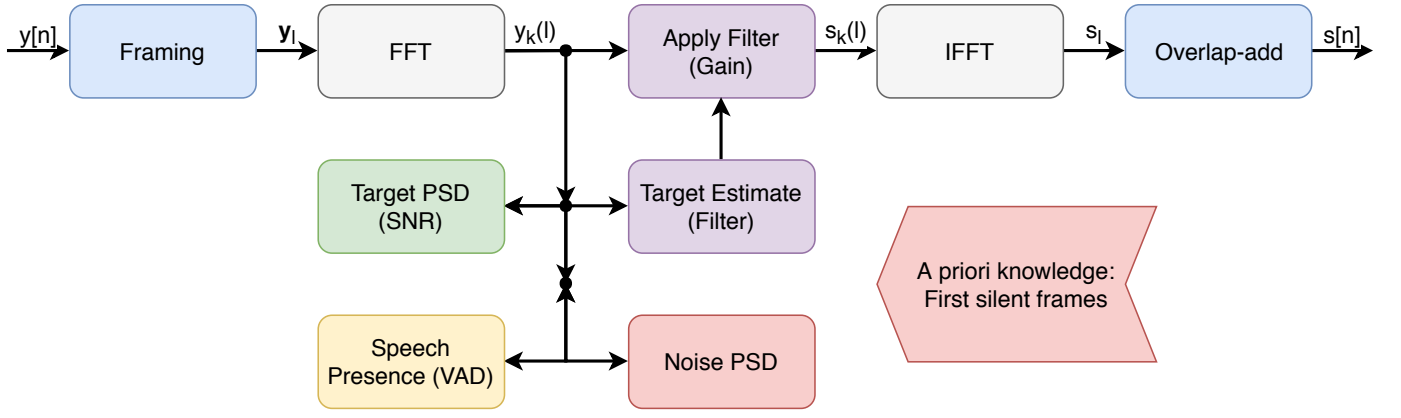 y[n]
Framing
y_l
FFT
y_k(l)
Apply Filter
(Gain)
s_k(l)
IFFT
s_l
Overlap-add
s[n]
Target PSD
(SNR)
Target Estimate
(Filter)
A priori knowledge:
First silent frames
Speech
Presence (VAD)
Noise PSD